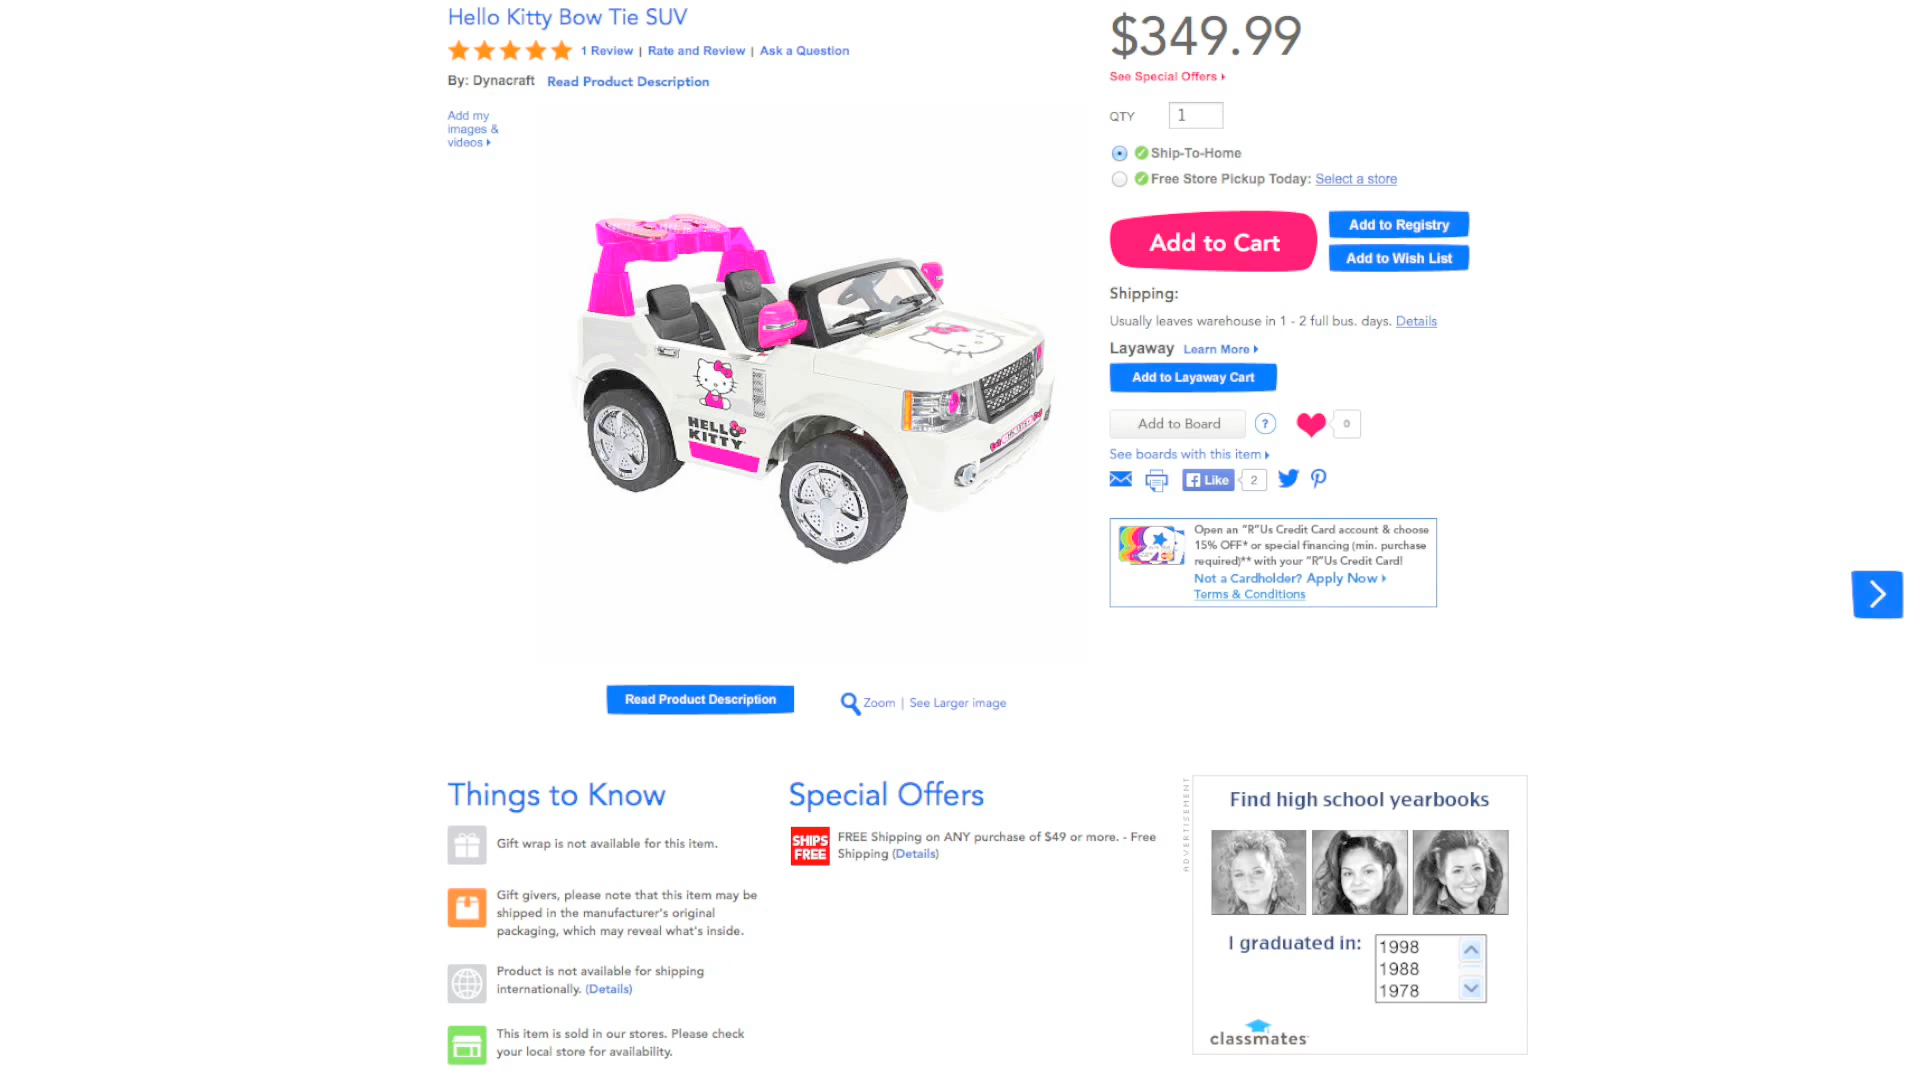 Hello Kitty Bow Tie SUV
1 Review | Rate and Review | Ask a Question
By: Dynacraft Read Product Description
Add my
images &
videos
HELLO
KITTY
Read Product Description
Zoom | See Larger image
$349.99
See Special Offers
QTY 1
Ship-To-Home
Free Store Pickup Today: Select a store
Add to Cart
Add to Registry
Add to Wish List
Shipping:
Usually leaves warehouse in 1 - 2 full bus. days. Details
Layaway Learn More
Add to Layaway Cart
Add to Board ? 0
See boards with this item
Like 2
Open an "R"Us Credit Card account & choose
15% OFF* or special financing (min. purchase
required)** with your "R"Us Credit Card!
Not a Cardholder? Apply Now
Terms & Conditions
Things to Know
Gift wrap is not available for this item.
Gift givers, please note that this item may be
shipped in the manufacturer's original
packaging, which may reveal what's inside.
Product is not available for shipping
internationally. (Details)
This item is sold in our stores. Please check
your local store for availability.
Special Offers
SHIPS
FREE
FREE Shipping on ANY purchase of $49 or more. - Free
Shipping (Details)
ADVERTISEMENT
Find high school yearbooks
I graduated in:
1998
1988
1978
classmates